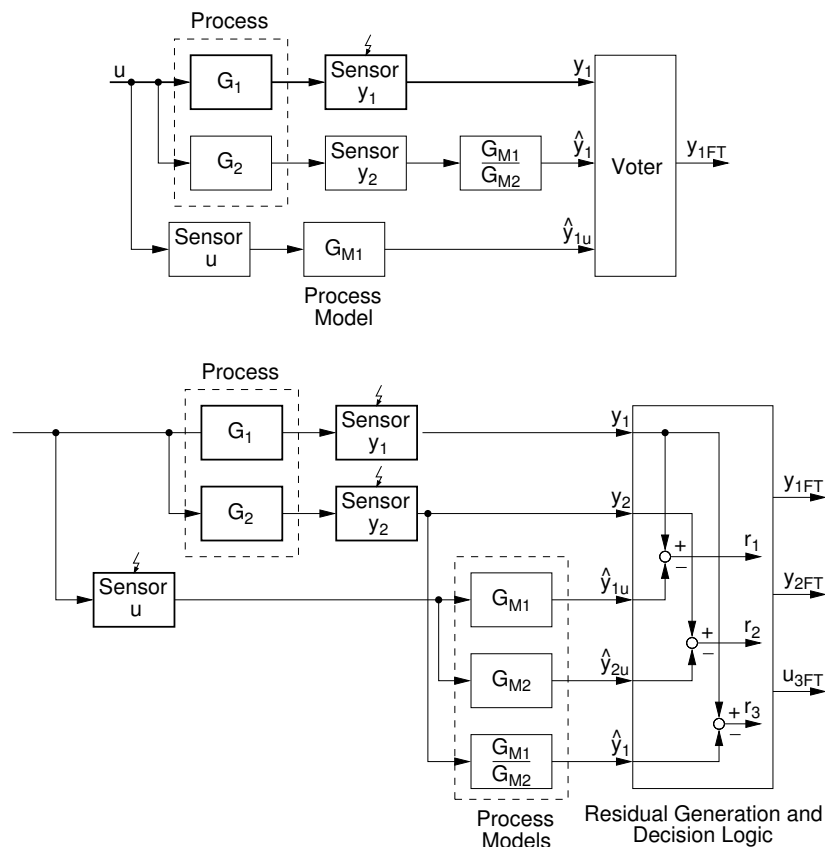 Process
u
G1
Sensor
y1
y1
G2
Sensor
y2
GM1
GM2
ŷ1
Voter
y1FT
Sensor
u
GM1
ŷ1u
Process
Model
Process
G1
Sensor
y1
y1
G2
Sensor
y2
y2
y1FT
+
−
r1
Sensor
u
GM1
ŷ1u
y2FT
+
−
r2
GM2
ŷ2u
u3FT
+
−
r3
GM1
GM2
ŷ1
Process
Models
Residual Generation and
Decision Logic